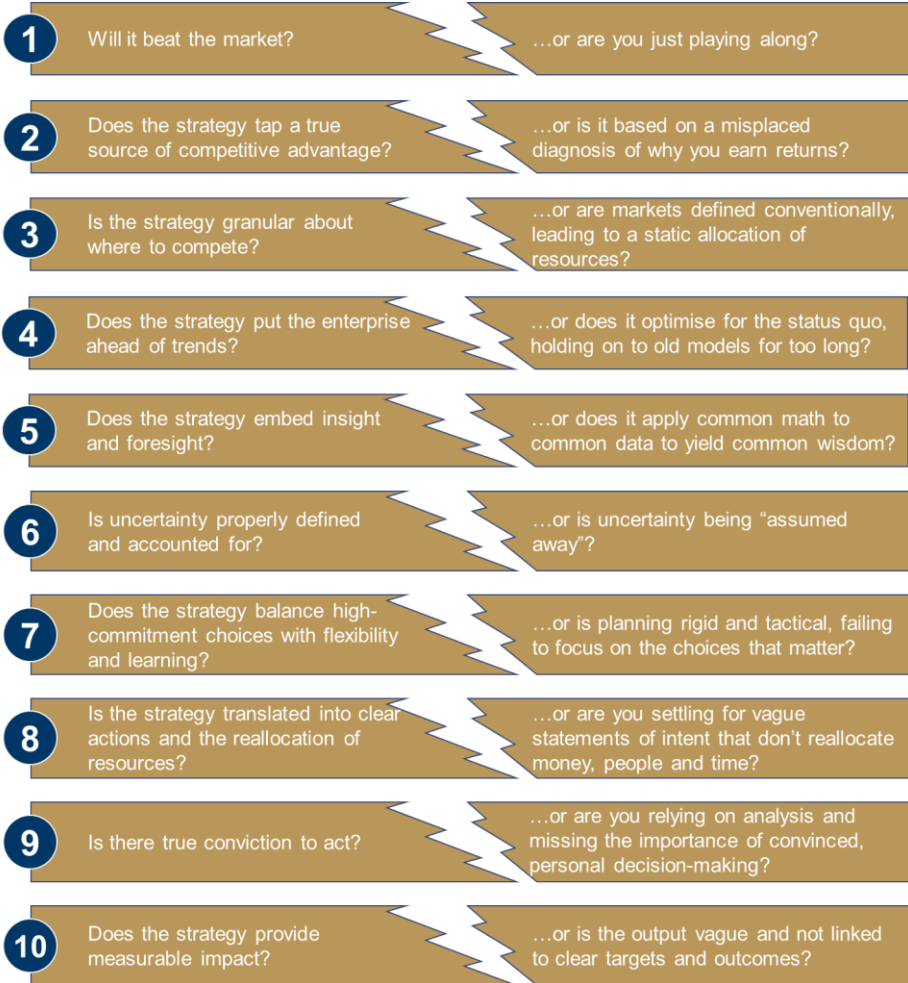 1
Will it beat the market?
…or are you just playing along?
2
Does the strategy tap a true
source of competitive advantage?
…or is it based on a misplaced
diagnosis of why you earn returns?
3
Is the strategy granular about
where to compete?
…or are markets defined conventionally,
leading to a static allocation of
resources?
4
Does the strategy put the enterprise
ahead of trends?
…or does it optimise for the status quo,
holding on to old models for too long?
5
Does the strategy embed insight
and foresight?
…or does it apply common math to
common data to yield common wisdom?
6
Is uncertainty properly defined
and accounted for?
…or is uncertainty being “assumed
away”?
7
Does the strategy balance high-
commitment choices with flexibility
and learning?
…or is planning rigid and tactical, failing
to focus on the choices that matter?
8
Is the strategy translated into clear
actions and the reallocation of
resources?
…or are you settling for vague
statements of intent that don’t reallocate
money, people and time?
9
Is there true conviction to act?
…or are you relying on analysis and
missing the importance of convinced,
personal decision-making?
10
Does the strategy provide
measurable impact?
…or is the output vague and not linked
to clear targets and outcomes?